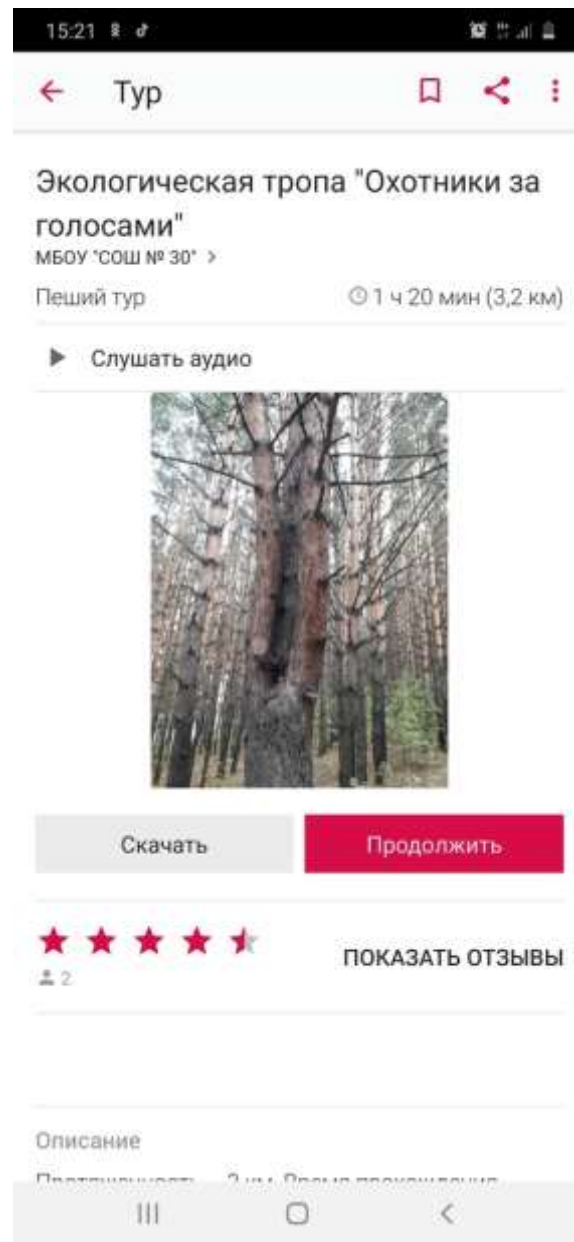 15:21
Тур
Экологическая тропа "Охотники за
голосами"
МБОУ "СОШ № 30" >
Пеший тур
1 ч 20 мин (3,2 км)
Слушать аудио
Скачать
Продолжить
2
ПОКАЗАТЬ ОТЗЫВЫ
Описание